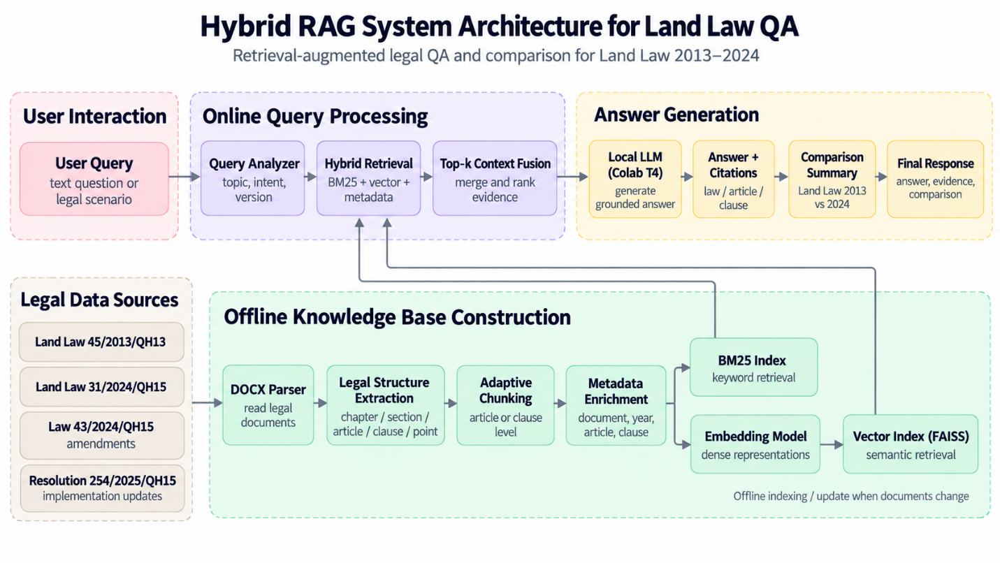 Hybrid RAG System Architecture for Land Law QA
Retrieval-augmented legal QA and comparison for Land Law 2013–2024
User Interaction
User Query
text question or
legal scenario
Online Query Processing
Query Analyzer
topic, intent,
version
Hybrid Retrieval
BM25 + vector +
metadata
Top-k Context Fusion
merge and rank
evidence
Answer Generation
Local LLM
(Colab T4)
generate
grounded answer
Answer +
Citations
law / article /
clause
Comparison
Summary
Land Law 2013
vs 2024
Final Response
answer, evidence,
comparison
Legal Data Sources
Land Law 45/2013/QH13
Land Law 31/2024/QH15
Law 43/2024/QH15
amendments
Resolution 254/2025/QH15
implementation updates
Offline Knowledge Base Construction
DOCX Parser
read legal
documents
Legal Structure
Extraction
chapter / section /
article / clause / point
Adaptive
Chunking
article or clause
level
Metadata
Enrichment
document, year,
article, clause
BM25 Index
keyword retrieval
Embedding Model
dense representations
Vector Index (FAISS)
semantic retrieval
Offline indexing / update when documents change